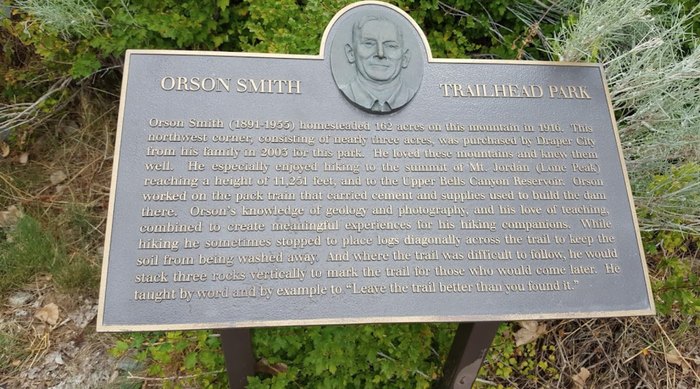 ORSON SMITH TRAILHEAD PARK
Orson Smith (1891-1955) homesteaded 162 acres on this mountain in 1916. This
northwest corner, consisting of nearly three acres, was purchased by Draper City
from his family in 2003 for this park. He loved these mountains and knew them
well. He especially enjoyed hiking to the summit of Mt. Jordan (Lone Peak)
reaching a height of 11,251 feet, and to the Upper Bells Canyon Reservoir. Orson
worked on the pack train that carried cement and supplies used to build the dam
there. Orson's knowledge of geology and photography, and his love of teaching,
combined to create meaningful experiences for his hiking companions. While
hiking he sometimes stopped to place logs diagonally across the trail to keep the
soil from being washed away. And where the trail was difficult to follow, he would
stack three rocks vertically to mark the trail for those who would come later. He
taught by word and by example to "Leave the trail better than you found it."